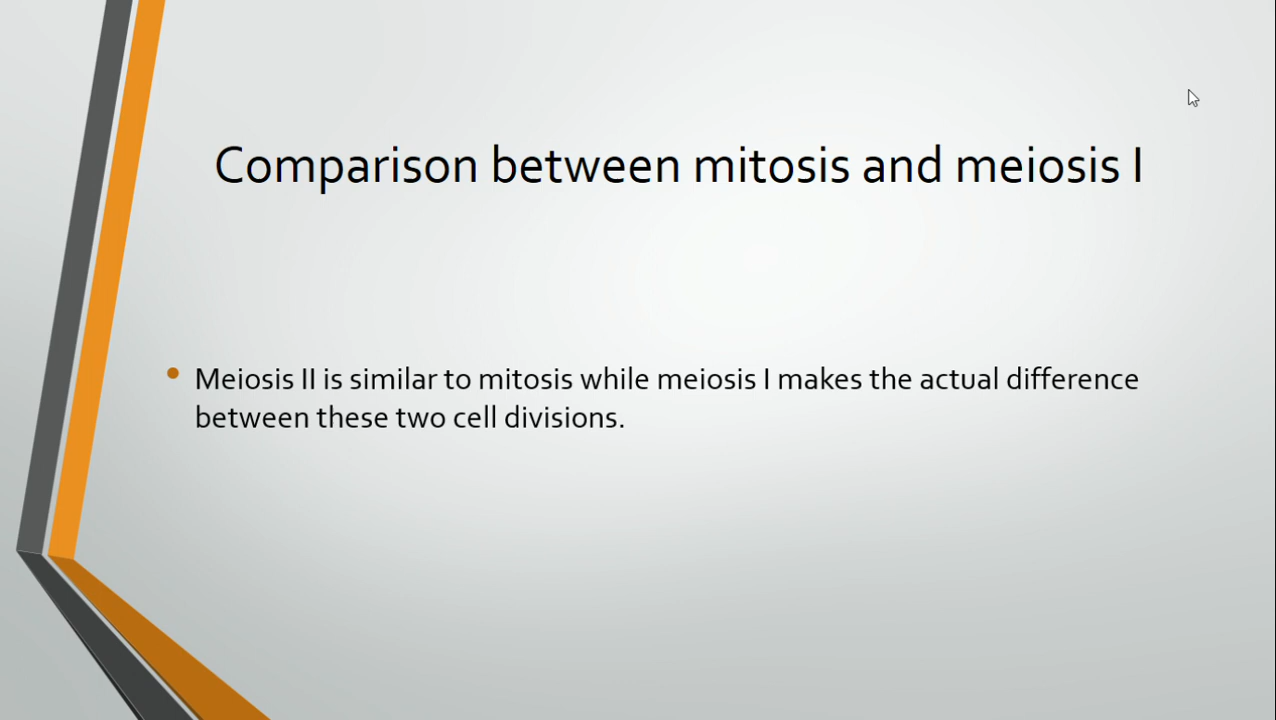 Comparison between mitosis and meiosis I
• Meiosis II is similar to mitosis while meiosis I makes the actual difference
between these two cell divisions.